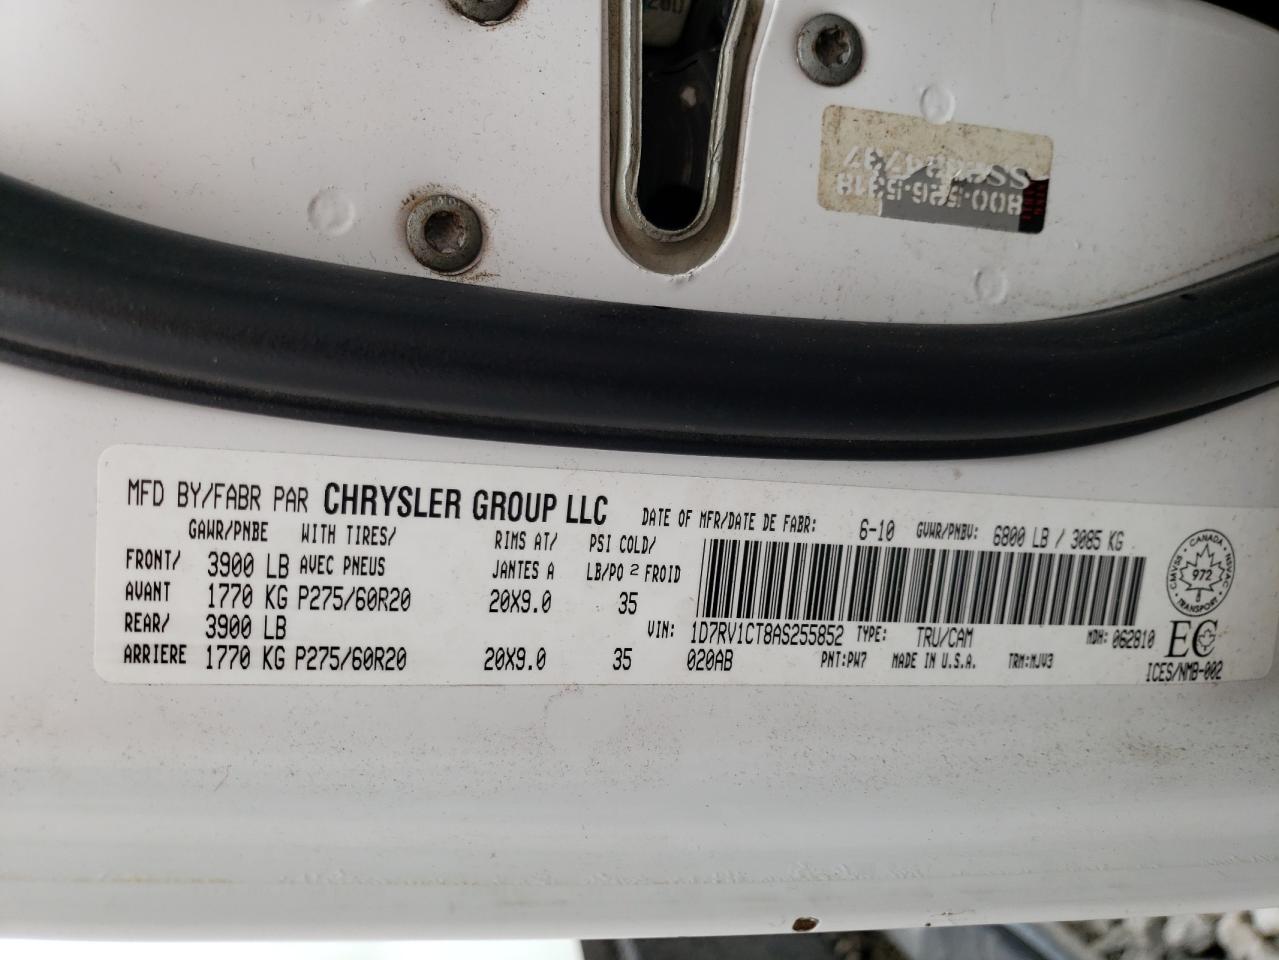 800·526·5318
MFD BY/FABR PAR CHRYSLER GROUP LLC DATE OF MFR/DATE DE FABR: 6-10 GVWR/PNBV: 6800 LB / 3085 KG
GAWR/PNBE WITH TIRES/ RIMS AT/ PSI COLD/
FRONT/ 3900 LB AVEC PNEUS JANTES A LB/PO 2 FROID
AVANT 1770 KG P275/60R20 20X9.0 35
REAR/ 3900 LB VIN: 1D7RV1CT8AS255852 TYPE: TRU/CAM MDH: 062810
ARRIERE 1770 KG P275/60R20 20X9.0 35 020AB PNT:PW7 MADE IN U.S.A. TRM:MJV3
CANADA
CMVSS NSVAC
972
TRANSPORT
EC
ICES/NMB-002